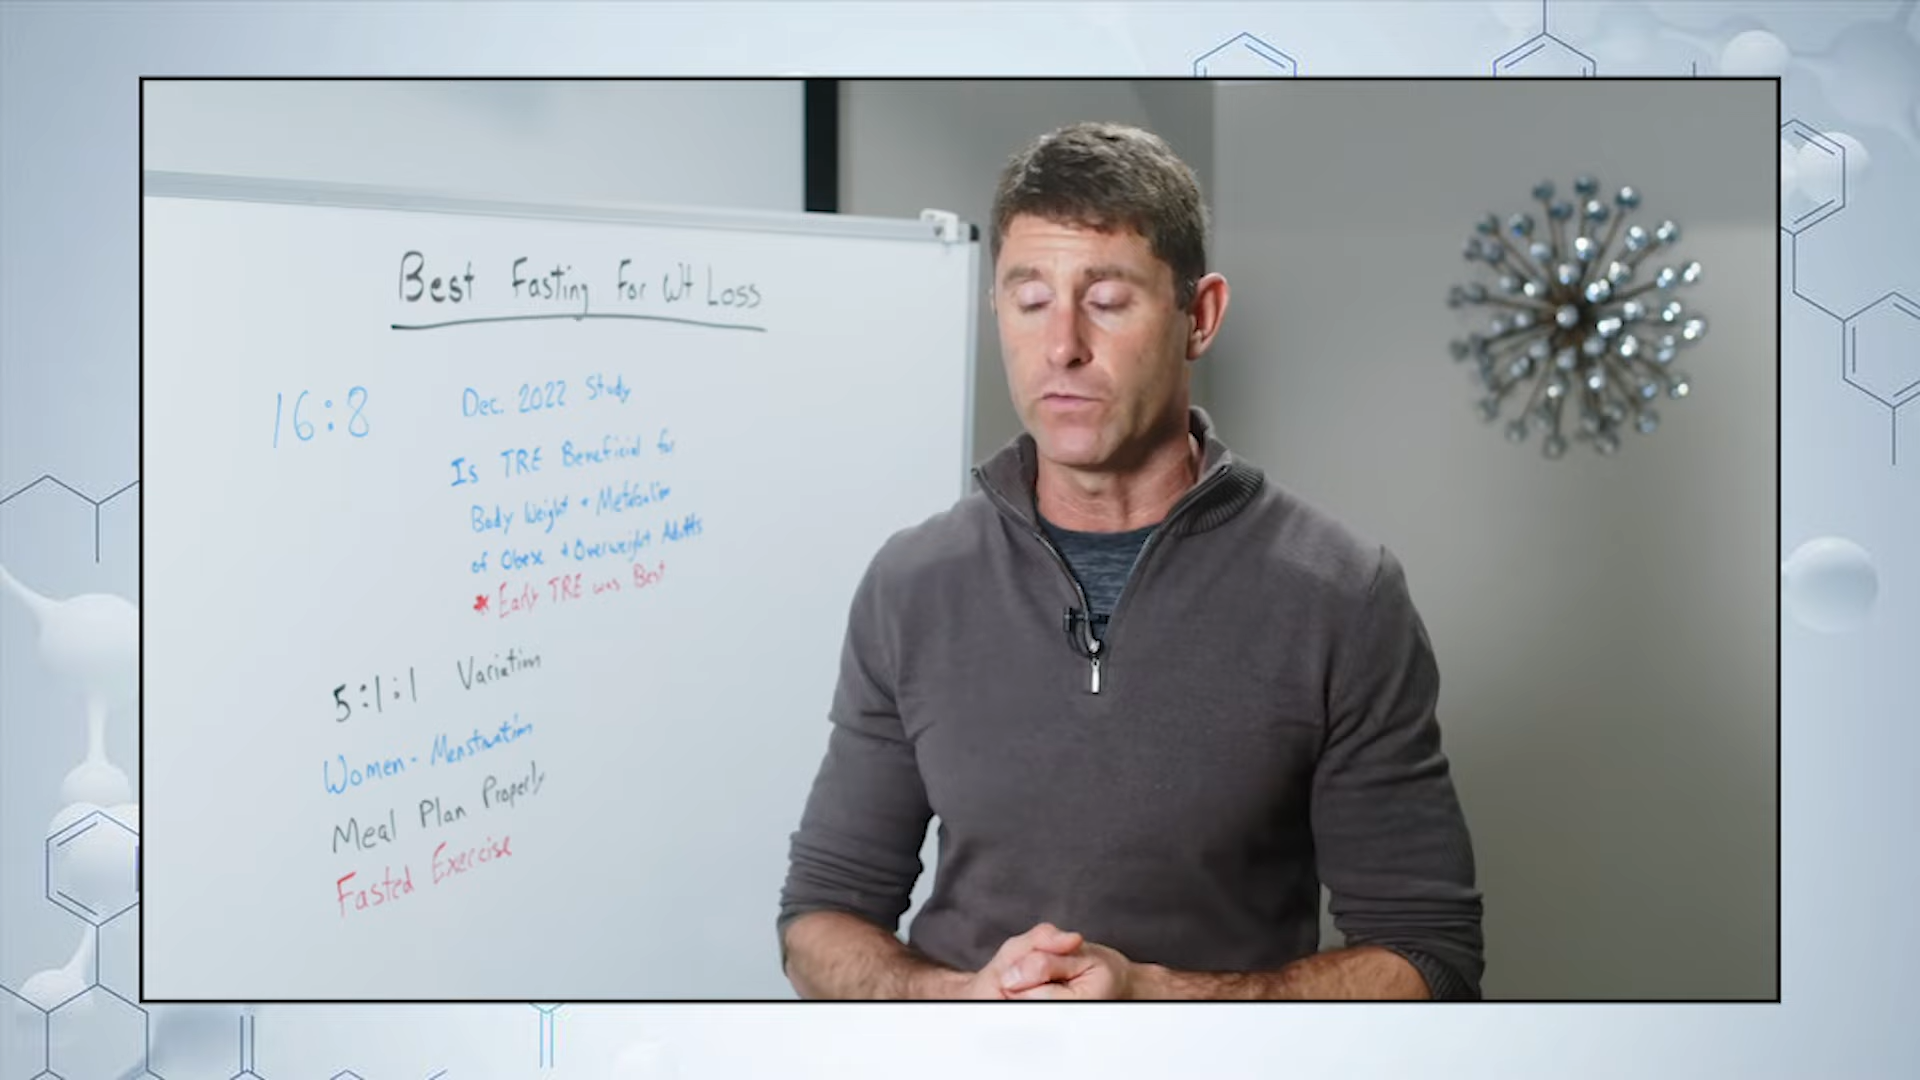 Best Fasting For Wt Loss
16:8 Dec. 2022 Study
Is TRE Beneficial for
Body Weight + Metabolism
of Obese + Overweight Adults
* Early TRE was Best
5:1:1 Variation
Women - Menstruation
Meal Plan Properly
Fasted Exercise